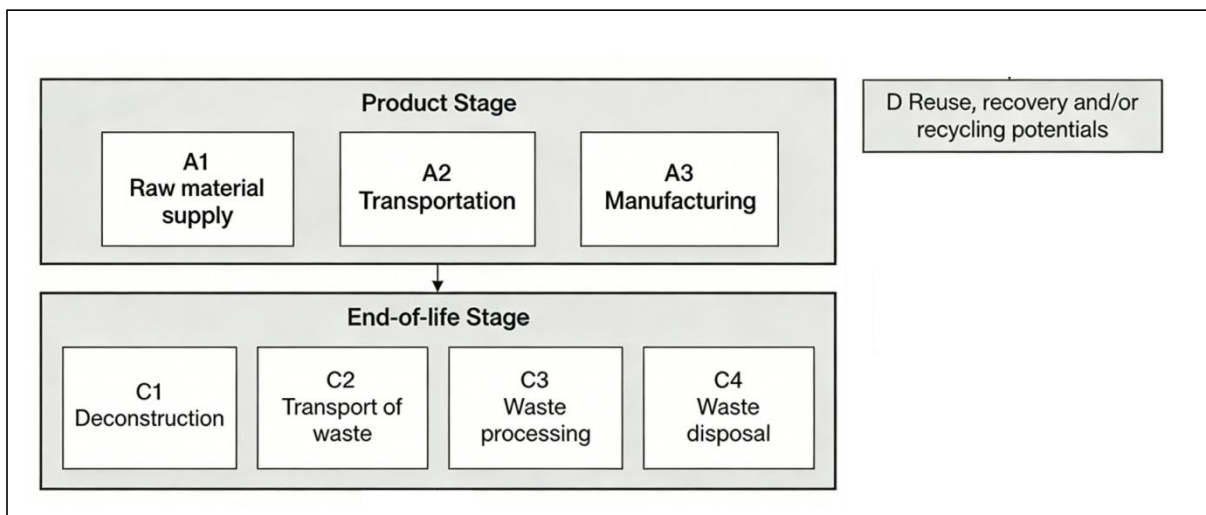 Product Stage
D Reuse, recovery and/or
recycling potentials
A1
Raw material
supply
A2
Transportation
A3
Manufacturing
End-of-life Stage
C1
Deconstruction
C2
Transport of
waste
C3
Waste
processing
C4
Waste
disposal